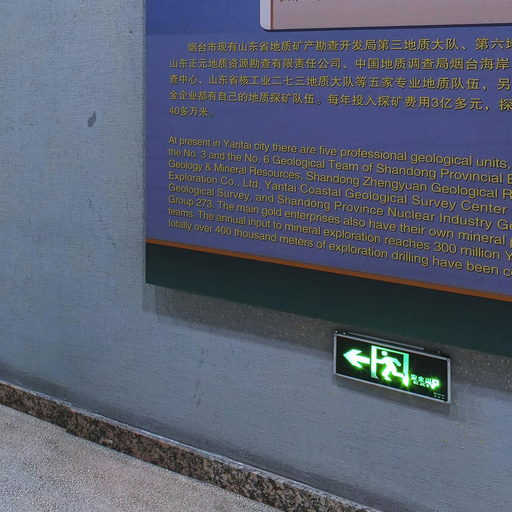 烟台市现有山东省地质矿产勘查开发局第三地质大队、第六地
山东正元地质资源勘查有限责任公司、中国地质调查局烟台海岸
查中心、山东省核工业二七三地质大队等五家专业地质队伍，另
金企业都有自己的地质探矿队伍。每年投入探矿费用3亿多元，探
40多万米。
At present in Yantai city there are five professional geological units,
the No. 3 and the No. 6 Geological Team of Shandong Provincial
Geology & Mineral Resources, Shandong Zhengyuan Geological R
Exploration Co., Ltd, Yantai Coastal Geological Survey Center
Geological Survey, and Shandong Province Nuclear Industry Ge
Group 273. The main gold enterprises also have their own mineral
teams. The annual input to mineral exploration reaches 300 million Y
totally over 400 thousand meters of exploration drilling have been c
安全出口
EXIT